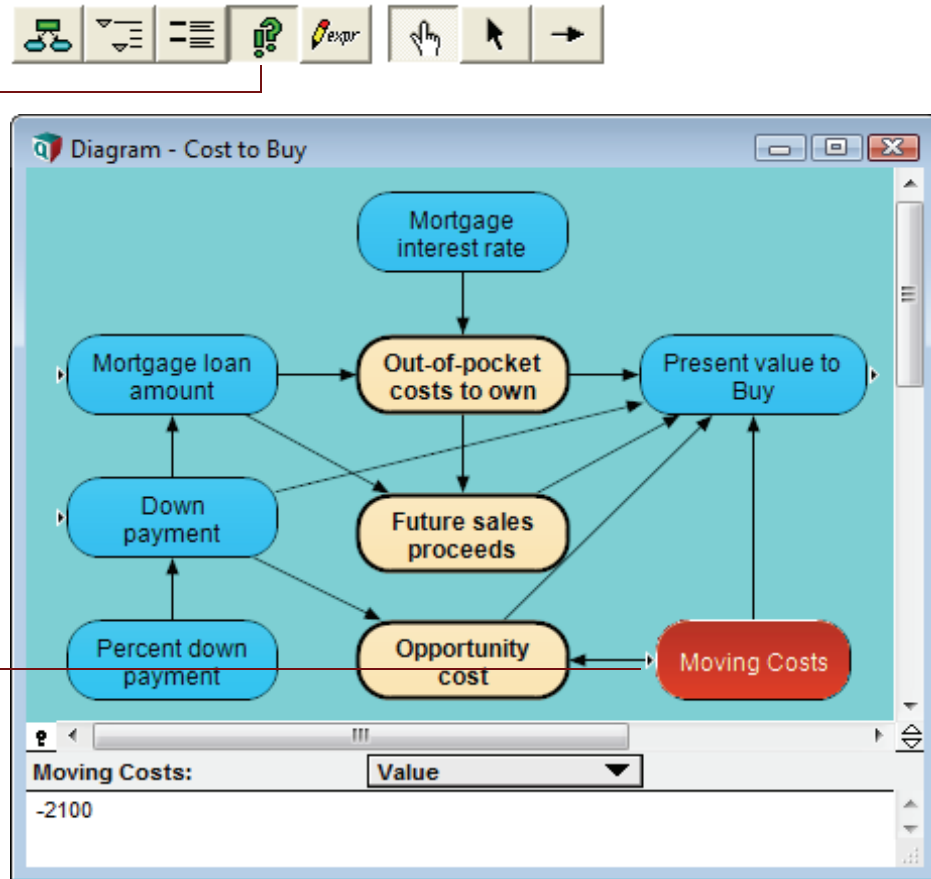 expr
Diagram - Cost to Buy
Mortgage
interest rate
Mortgage loan
amount
Out-of-pocket
costs to own
Present value to
Buy
Down
payment
Future sales
proceeds
Percent down
payment
Opportunity
cost
Moving Costs
Moving Costs:
Value
-2100